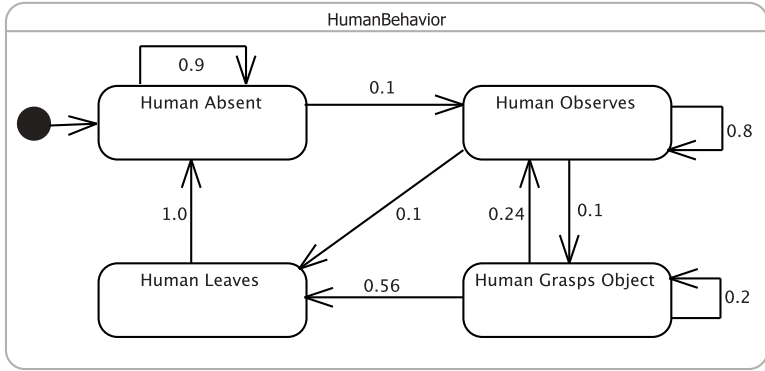 HumanBehavior
0.9
Human Absent
0.1
Human Observes
0.8
1.0
0.1
0.24
0.1
Human Leaves
0.56
Human Grasps Object
0.2